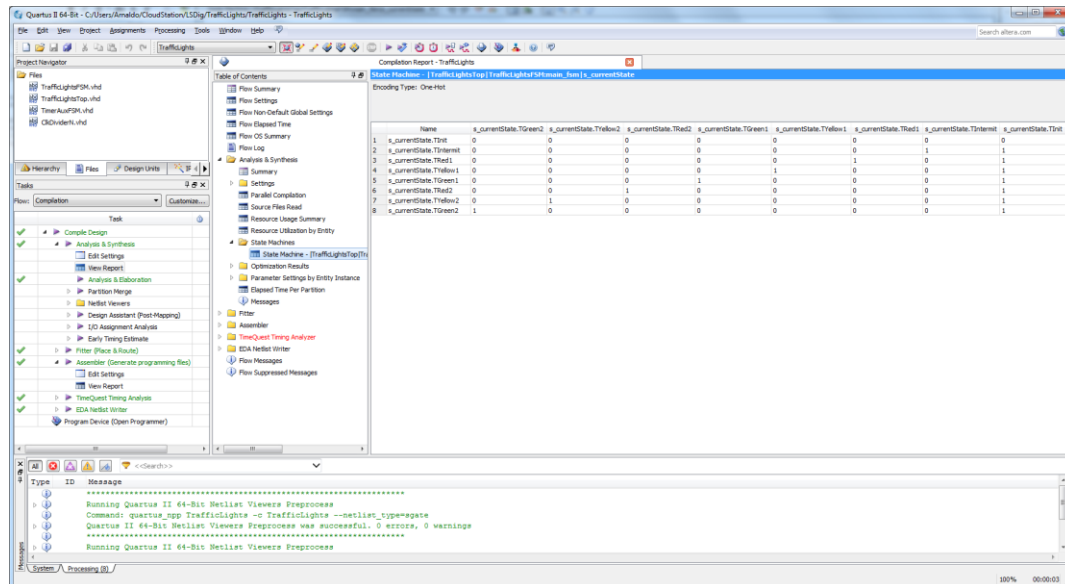 Quartus II 64-Bit - C:/Users/Arnaldo/CloudStation/LSDig/TrafficLights/TrafficLights - TrafficLights
File Edit View Project Assignments Processing Tools Window Help
Search altera.com
TrafficLights
Project Navigator
Files
TrafficLightsFSM.vhd
TrafficLightsTop.vhd
TimerAuxFSM.vhd
ClkDividerN.vhd
Hierarchy Files Design Units
Tasks
Flow: Compilation Customize...
Task
Compile Design
Analysis & Synthesis
Edit Settings
View Report
Analysis & Elaboration
Partition Merge
Netlist Viewers
Design Assistant (Post-Mapping)
I/O Assignment Analysis
Early Timing Estimate
Fitter (Place & Route)
Assembler (Generate programming files)
Edit Settings
View Report
TimeQuest Timing Analysis
EDA Netlist Writer
Program Device (Open Programmer)
Compilation Report - TrafficLights
Table of Contents
Flow Summary
Flow Settings
Flow Non-Default Global Settings
Flow Elapsed Time
Flow OS Summary
Flow Log
Analysis & Synthesis
Summary
Settings
Parallel Compilation
Source Files Read
Resource Usage Summary
Resource Utilization by Entity
State Machines
State Machine - |TrafficLightsTop|Tra
Optimization Results
Parameter Settings by Entity Instance
Elapsed Time Per Partition
Messages
Fitter
Assembler
TimeQuest Timing Analyzer
EDA Netlist Writer
Flow Messages
Flow Suppressed Messages
State Machine - |TrafficLightsTop|TrafficLightsFSM:main_fsm|s_currentState
Encoding Type: One-Hot
Name s_currentState.TGreen2 s_currentState.TYellow2 s_currentState.TRed2 s_currentState.TGreen1 s_currentState.TYellow1 s_currentState.TRed1 s_currentState.TIntermit s_currentState.TInit
1 s_currentState.TInit 0 0 0 0 0 0 0 0
2 s_currentState.TIntermit 0 0 0 0 0 0 1 1
3 s_currentState.TRed1 0 0 0 0 0 1 0 1
4 s_currentState.TYellow1 0 0 0 0 1 0 0 1
5 s_currentState.TGreen1 0 0 0 1 0 0 0 1
6 s_currentState.TRed2 0 0 1 0 0 0 0 1
7 s_currentState.TYellow2 0 1 0 0 0 0 0 1
8 s_currentState.TGreen2 1 0 0 0 0 0 0 1
All <<Search>>
Type ID Message
Running Quartus II 64-Bit Netlist Viewers Preprocess
Command: quartus_npp TrafficLights -c TrafficLights --netlist_type=sgate
Quartus II 64-Bit Netlist Viewers Preprocess was successful. 0 errors, 0 warnings
Running Quartus II 64-Bit Netlist Viewers Preprocess
Messages
System Processing (8)
100% 00:00:03